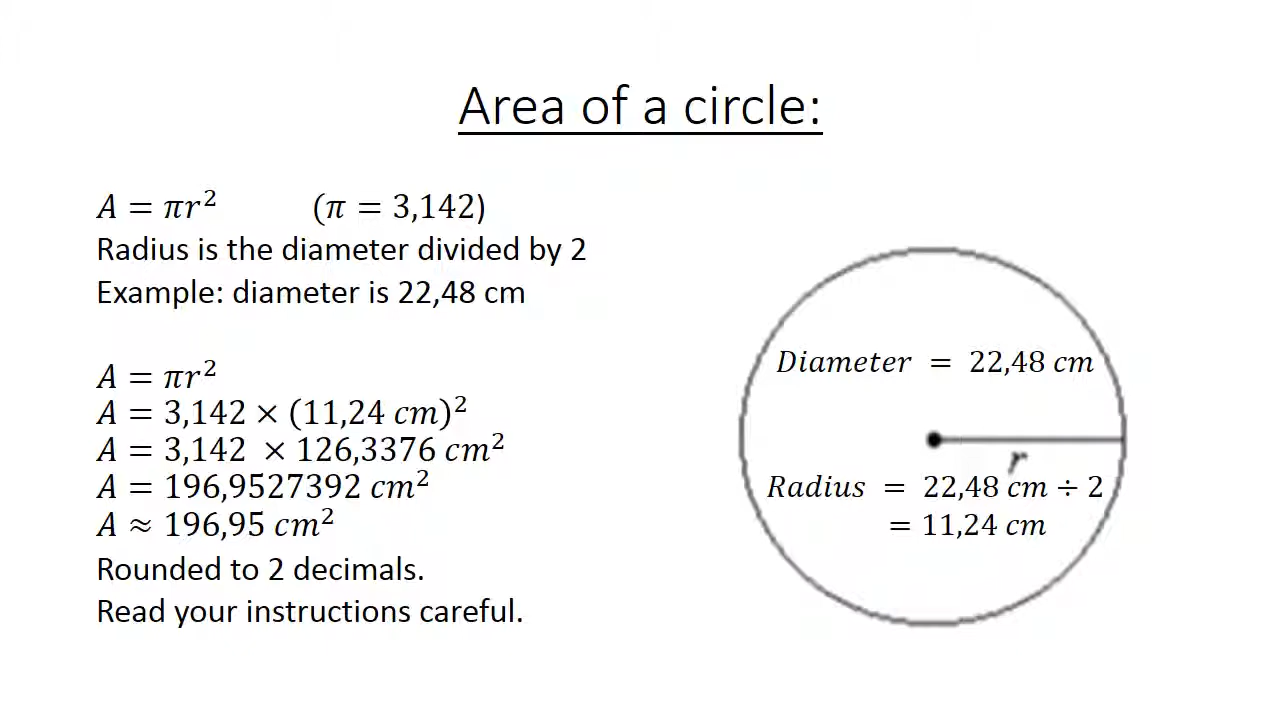 Area of a circle:
A = πr² (π = 3,142)
Radius is the diameter divided by 2
Example: diameter is 22,48 cm
A = πr²
A = 3,142 × (11,24 cm)²
A = 3,142 × 126,3376 cm²
A = 196,9527392 cm²
A ≈ 196,95 cm²
Rounded to 2 decimals.
Read your instructions careful.
Diameter = 22,48 cm
r
Radius = 22,48 cm ÷ 2
= 11,24 cm